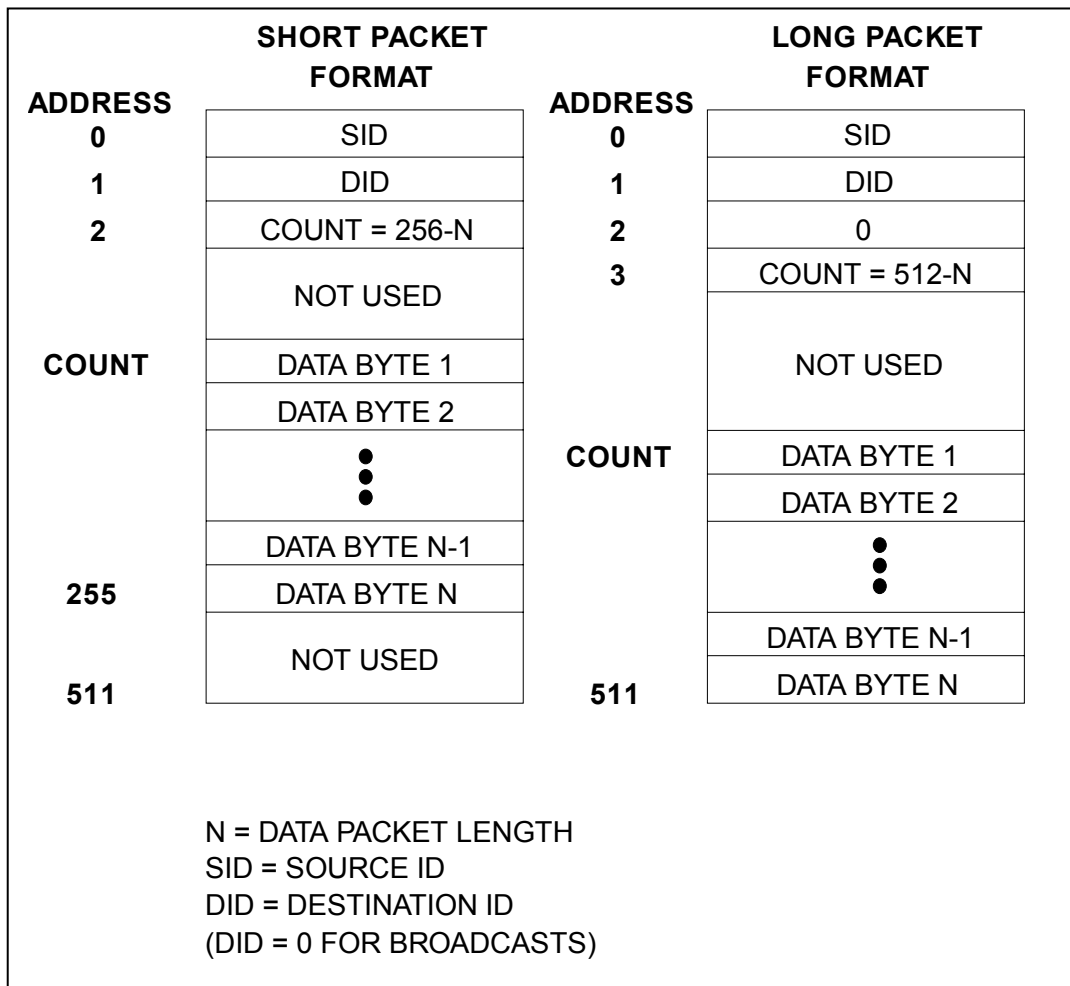 SHORT PACKET
FORMAT
ADDRESS
0
SID
1
DID
2
COUNT = 256-N
NOT USED
COUNT
DATA BYTE 1
DATA BYTE 2
DATA BYTE N-1
255
DATA BYTE N
NOT USED
511
LONG PACKET
FORMAT
ADDRESS
0
SID
1
DID
2
0
3
COUNT = 512-N
NOT USED
COUNT
DATA BYTE 1
DATA BYTE 2
DATA BYTE N-1
511
DATA BYTE N
N = DATA PACKET LENGTH
SID = SOURCE ID
DID = DESTINATION ID
(DID = 0 FOR BROADCASTS)